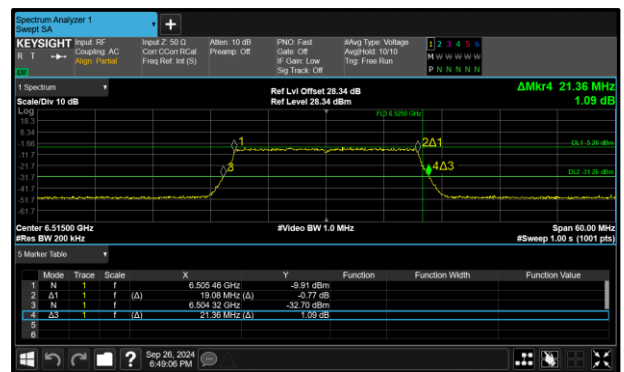 Spectrum Analyzer 1
Swept SA
+
KEYSIGHT Input: RF Input Z: 50 Ω Atten: 10 dB PNO: Fast #Avg Type: Voltage 1 2 3 4 5 6
R T Coupling: AC Corr CCorr RCal Preamp: Off Gate: Off Avg|Hold: 10/10 M W W W W W
Align: Partial Freq Ref: Int (S) IF Gain: Low Trig: Free Run
Sig Track: Off P N N N N N
1 Spectrum Ref Lvl Offset 28.34 dB ΔMkr4 21.36 MHz
Scale/Div 10 dB Ref Level 28.34 dBm 1.09 dB
Log
18.3
8.34
-1.66
-11.7
-21.7
-31.7
-41.7
-51.7
-61.7
1
2Δ1
3
4Δ3
DL1 -5.26 dBm
DL2 -31.26 dBm
Center 6.51500 GHz #Video BW 1.0 MHz Span 60.00 MHz
#Res BW 200 kHz #Sweep 1.00 s (1001 pts)
5 Marker Table
Mode Trace Scale X Y Function Function Width Function Value
1 N 1 f 6.505 46 GHz -9.91 dBm
2 Δ1 1 f (Δ) 19.08 MHz (Δ) -0.77 dB
3 N 1 f 6.504 32 GHz -32.70 dBm
4 Δ3 1 f (Δ) 21.36 MHz (Δ) 1.09 dB
5
6
? Sep 26, 2024
6:49:06 PM